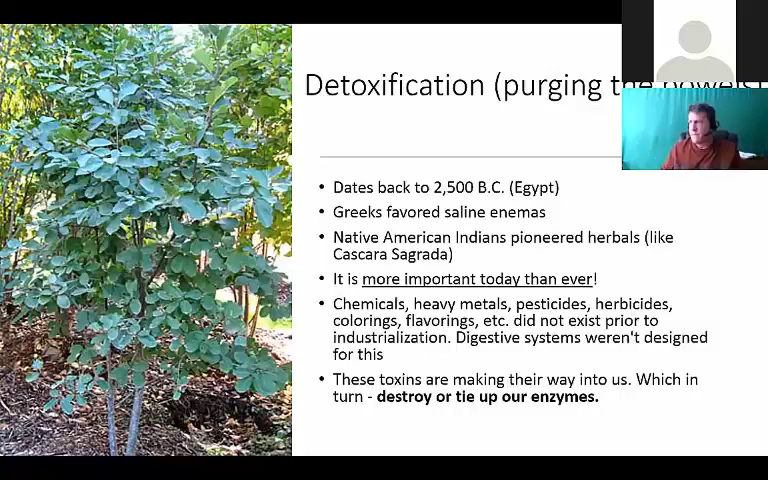 Detoxification (purging the bowels)
• Dates back to 2,500 B.C. (Egypt)
• Greeks favored saline enemas
• Native American Indians pioneered herbals (like
Cascara Sagrada)
• It is more important today than ever!
• Chemicals, heavy metals, pesticides, herbicides,
colorings, flavorings, etc. did not exist prior to
industrialization. Digestive systems weren't designed
for this
• These toxins are making their way into us. Which in
turn - destroy or tie up our enzymes.